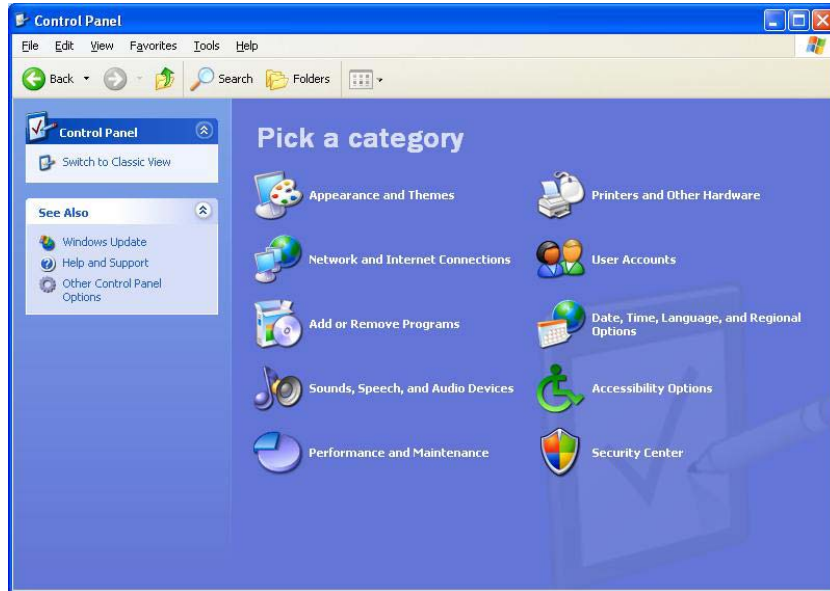 Control Panel
File Edit View Favorites Tools Help
Back Search Folders
Control Panel
Switch to Classic View
See Also
Windows Update
Help and Support
Other Control Panel
Options
Pick a category
Appearance and Themes
Printers and Other Hardware
Network and Internet Connections
User Accounts
Add or Remove Programs
Date, Time, Language, and Regional
Options
Sounds, Speech, and Audio Devices
Accessibility Options
Performance and Maintenance
Security Center